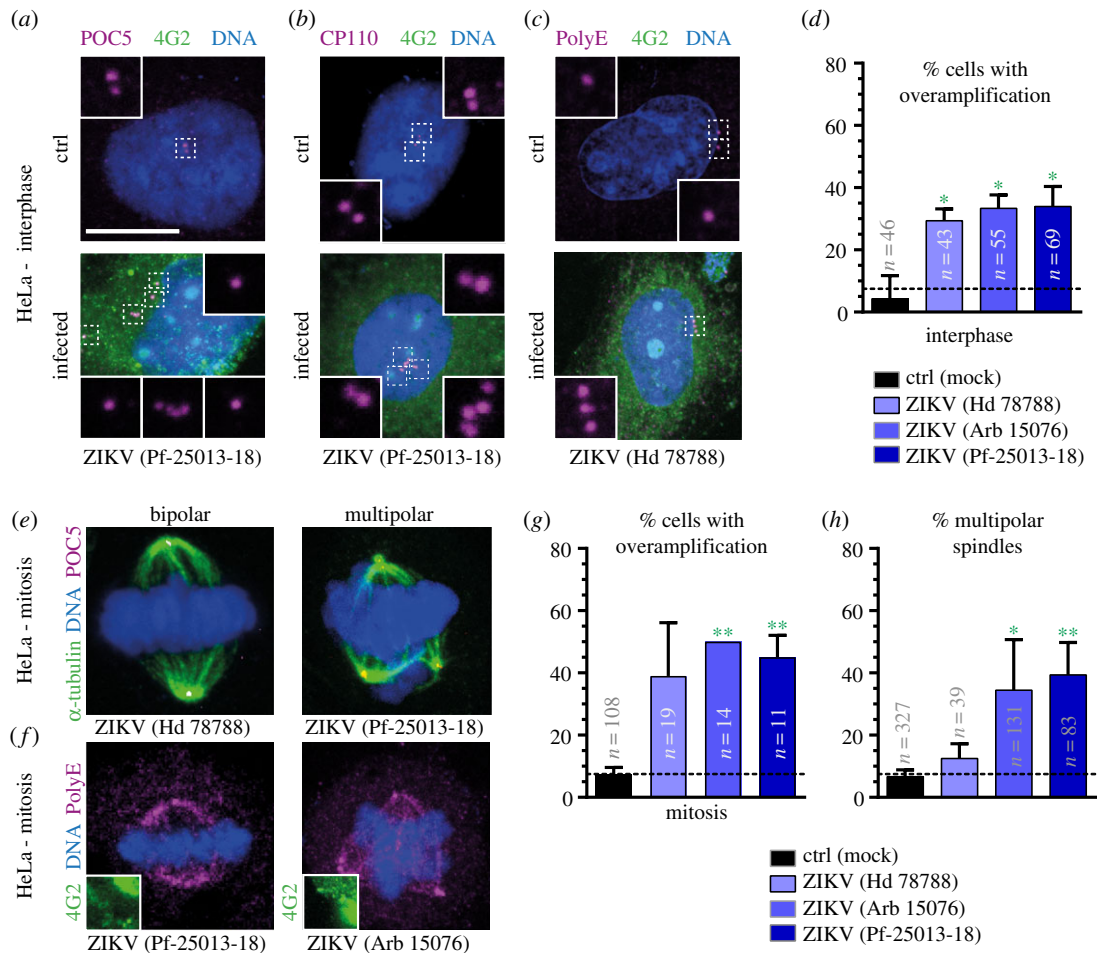 (a)
POC5 4G2 DNA
(b)
CP110 4G2 DNA
(c)
PolyE 4G2 DNA
HeLa - interphase
ctrl
infected
ZIKV (Pf-25013-18)
ZIKV (Pf-25013-18)
ZIKV (Hd 78788)
(d)
% cells with
overamplification
80
60
40
20
0
n = 46
*
n = 43
*
n = 55
*
n = 69
interphase
ctrl (mock)
ZIKV (Hd 78788)
ZIKV (Arb 15076)
ZIKV (Pf-25013-18)
(e)
bipolar
multipolar
HeLa - mitosis
α-tubulin DNA POC5
ZIKV (Hd 78788)
ZIKV (Pf-25013-18)
(f)
HeLa - mitosis
4G2 DNA PolyE
4G2
ZIKV (Pf-25013-18)
ZIKV (Arb 15076)
(g)
% cells with
overamplification
80
60
40
20
0
n = 108
n = 19
**
n = 14
**
n = 11
mitosis
(h)
% multipolar
spindles
80
60
40
20
0
n = 327
n = 39
*
n = 131
**
n = 83
ctrl (mock)
ZIKV (Hd 78788)
ZIKV (Arb 15076)
ZIKV (Pf-25013-18)